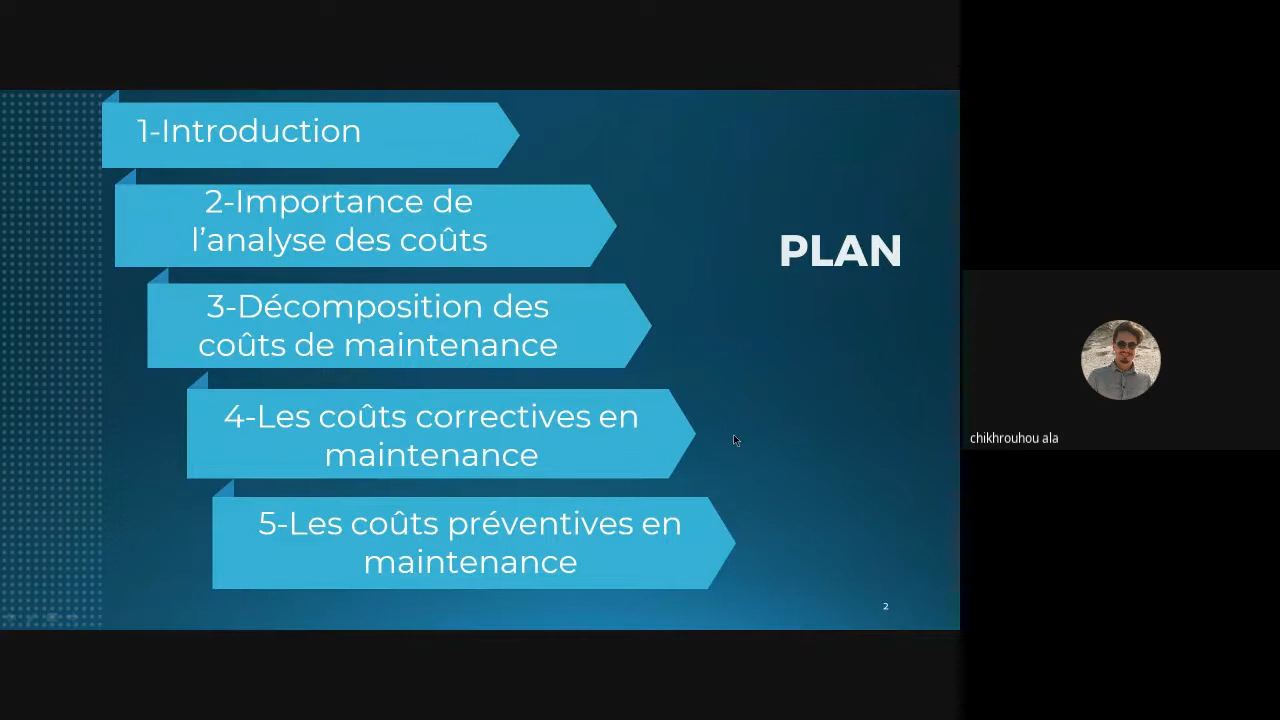 1-Introduction
2-Importance de
l’analyse des coûts
PLAN
3-Décomposition des
coûts de maintenance
4-Les coûts correctives en
maintenance
5-Les coûts préventives en
maintenance
2
chikhrouhou ala